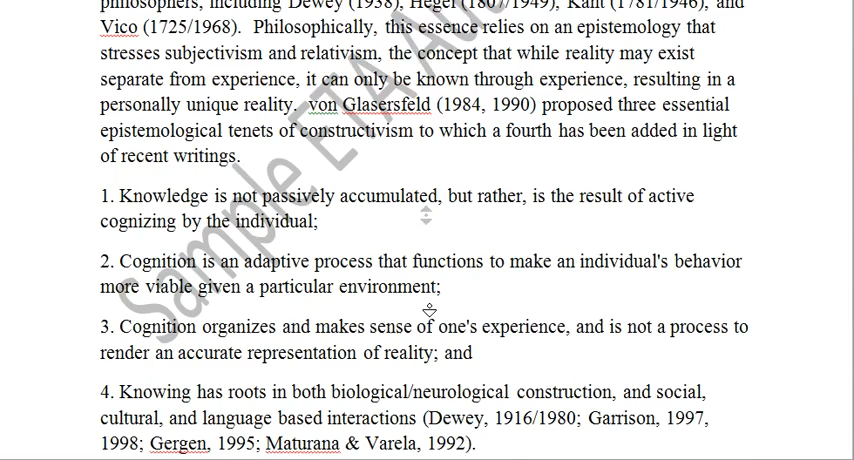 philosophers, including Dewey (1938), Hegel (1807/1949), Kant (1781/1946), and
Vico (1725/1968). Philosophically, this essence relies on an epistemology that
stresses subjectivism and relativism, the concept that while reality may exist
separate from experience, it can only be known through experience, resulting in a
personally unique reality. von Glasersfeld (1984, 1990) proposed three essential
epistemological tenets of constructivism to which a fourth has been added in light
of recent writings.
1. Knowledge is not passively accumulated, but rather, is the result of active
cognizing by the individual;
2. Cognition is an adaptive process that functions to make an individual's behavior
more viable given a particular environment;
3. Cognition organizes and makes sense of one's experience, and is not a process to
render an accurate representation of reality; and
4. Knowing has roots in both biological/neurological construction, and social,
cultural, and language based interactions (Dewey, 1916/1980; Garrison, 1997,
1998; Gergen, 1995; Maturana & Varela, 1992).
Sample ETA